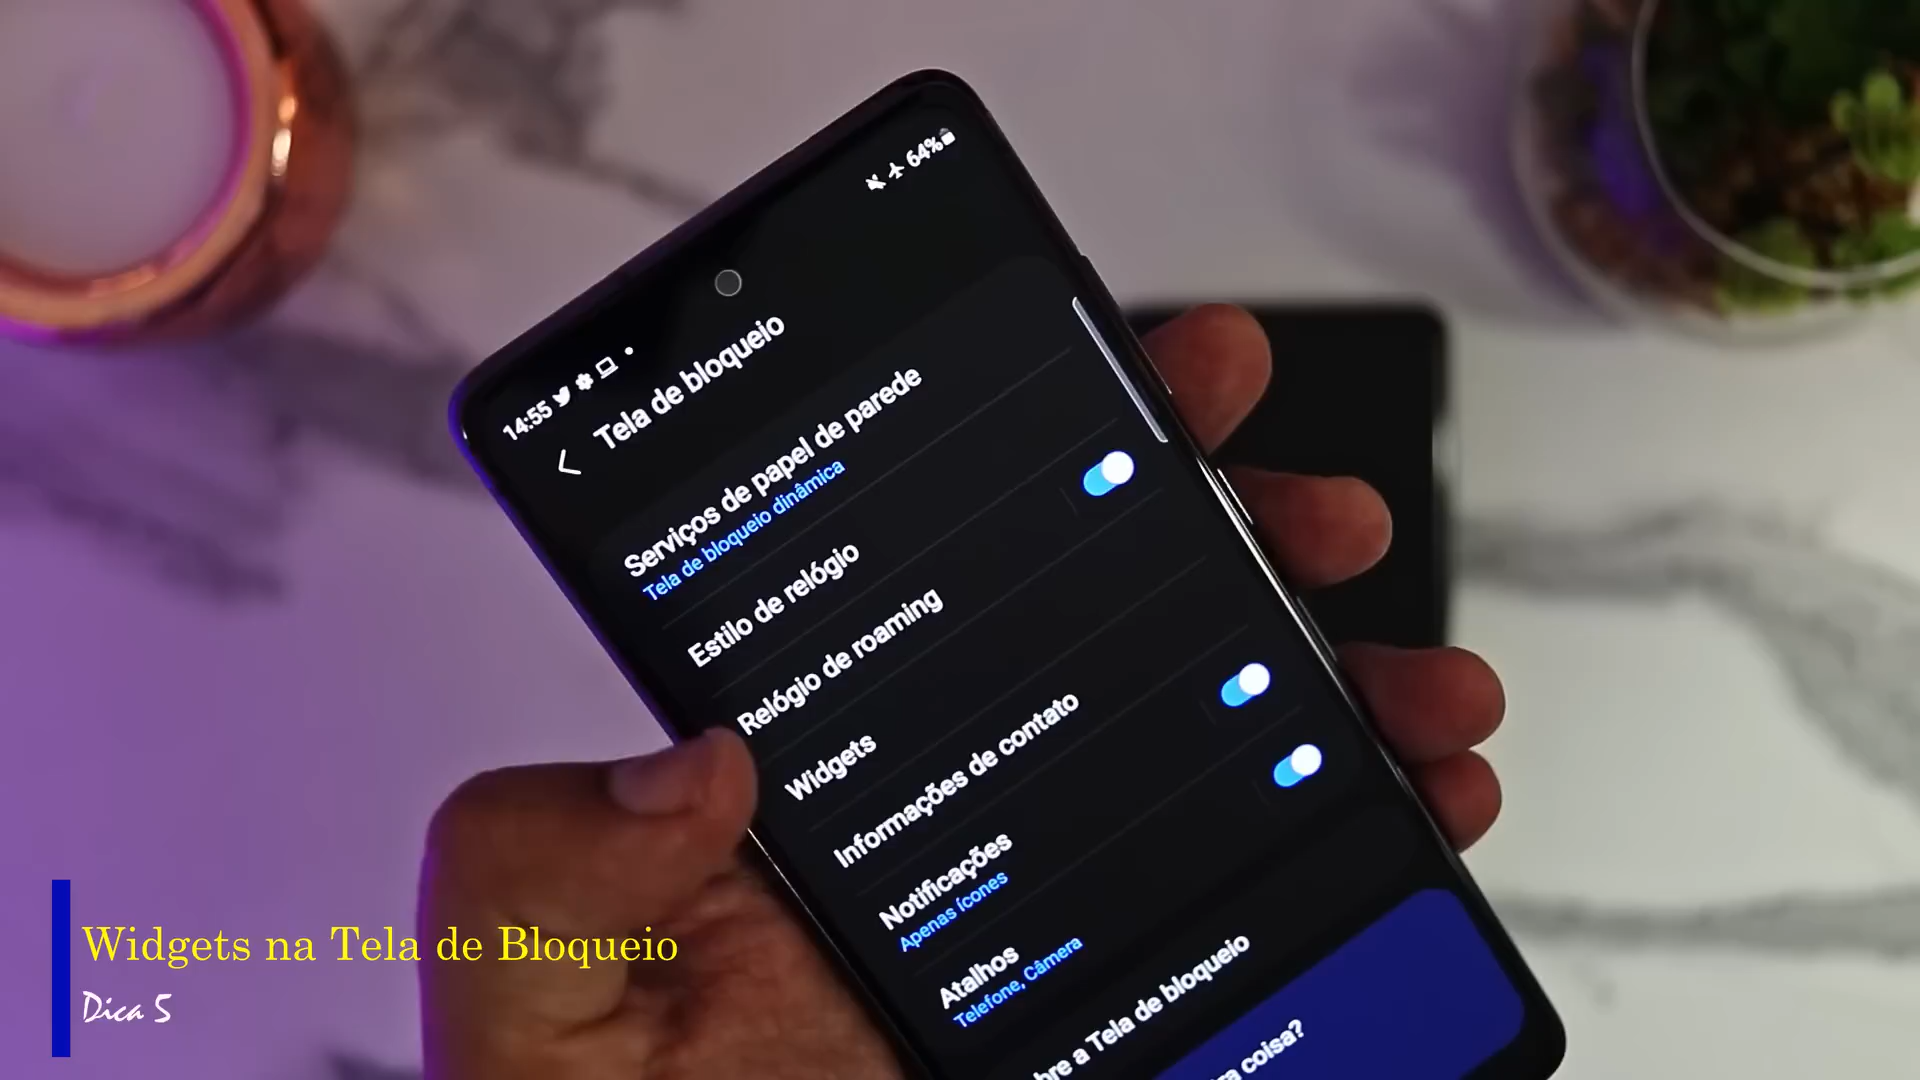 64%
14:55
Tela de bloqueio
Serviços de papel de parede
Tela de bloqueio dinâmica
Estilo de relógio
Relógio de roaming
Widgets
Informações de contato
Notificações
Apenas ícones
Atalhos
Telefone, Câmera
bre a Tela de bloqueio
coisa?
Widgets na Tela de Bloqueio
Dica 5